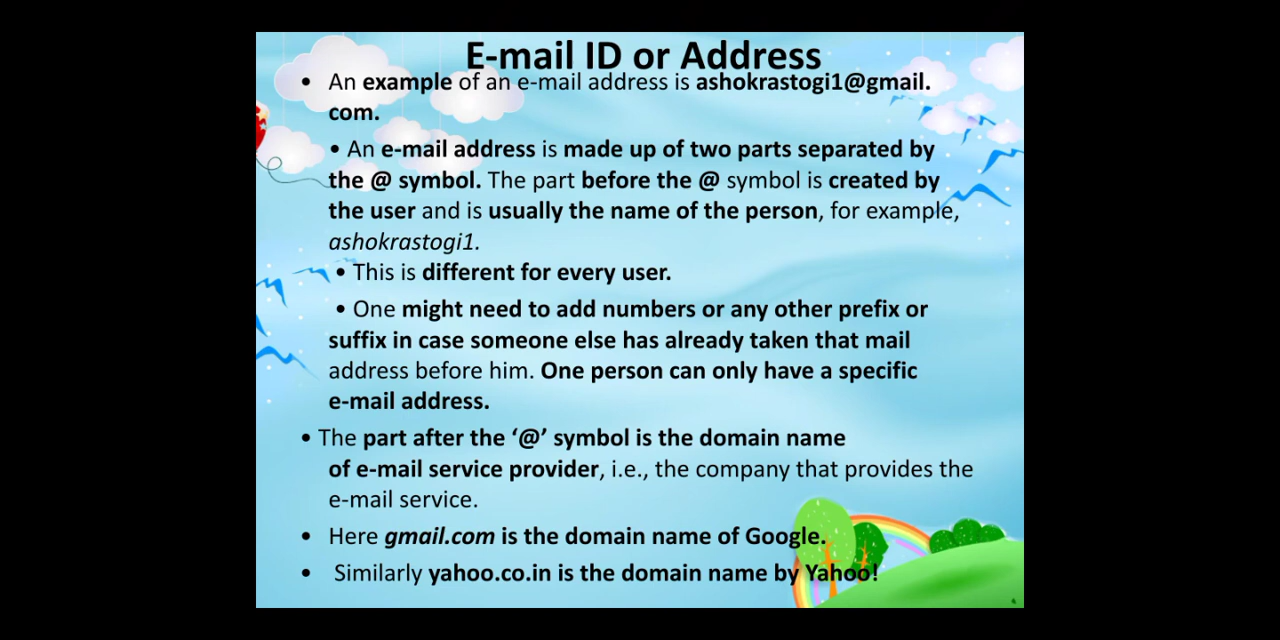 E-mail ID or Address
• An example of an e-mail address is ashokrastogi1@gmail.
com.
• An e-mail address is made up of two parts separated by
the @ symbol. The part before the @ symbol is created by
the user and is usually the name of the person, for example,
ashokrastogi1.
• This is different for every user.
• One might need to add numbers or any other prefix or
suffix in case someone else has already taken that mail
address before him. One person can only have a specific
e-mail address.
• The part after the ‘@’ symbol is the domain name
of e-mail service provider, i.e., the company that provides the
e-mail service.
• Here gmail.com is the domain name of Google.
• Similarly yahoo.co.in is the domain name by Yahoo!